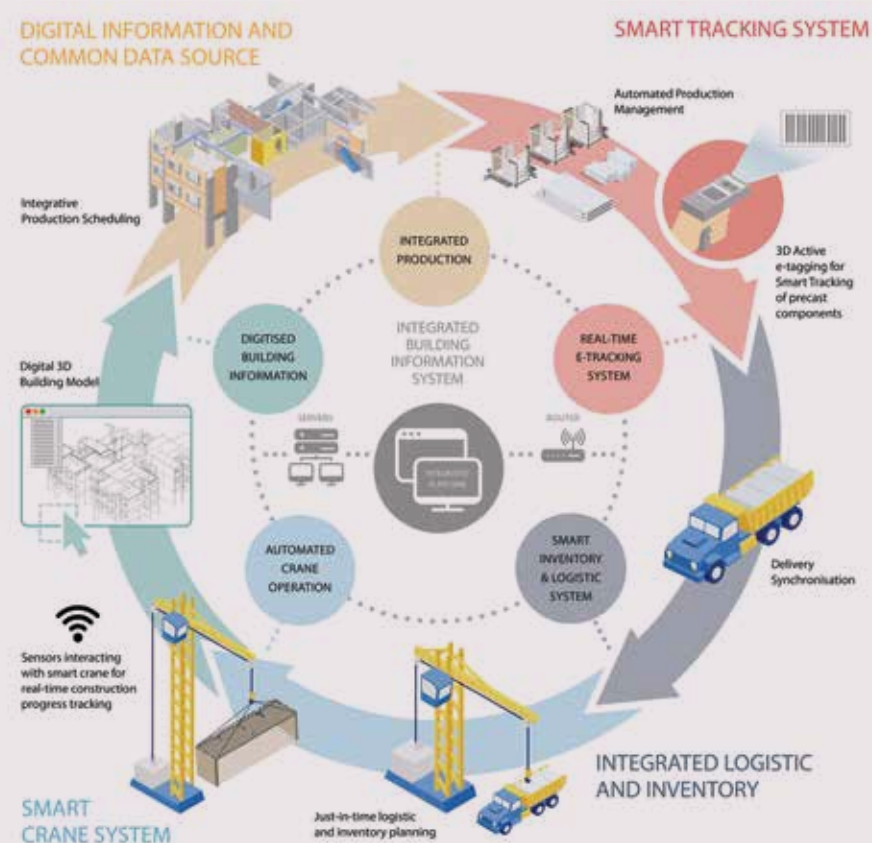 DIGITAL INFORMATION AND
COMMON DATA SOURCE
SMART TRACKING SYSTEM
Automated Production
Management
Integrative
Production Scheduling
INTEGRATED
PRODUCTION
3D Active
e-tagging for
Smart Tracking
of precast
components
DIGITISED
BUILDING
INFORMATION
INTEGRATED
BUILDING
INFORMATION
SYSTEM
REAL-TIME
E-TRACKING
SYSTEM
Digital 3D
Building Model
SERVERS
ROUTER
INTEGRATED
PLATFORM
AUTOMATED
CRANE
OPERATION
SMART
INVENTORY
& LOGISTIC
SYSTEM
Delivery
Synchronisation
Sensors interacting
with smart crane for
real-time construction
progress tracking
INTEGRATED LOGISTIC
AND INVENTORY
SMART
CRANE SYSTEM
Just-in-time logistic
and inventory planning